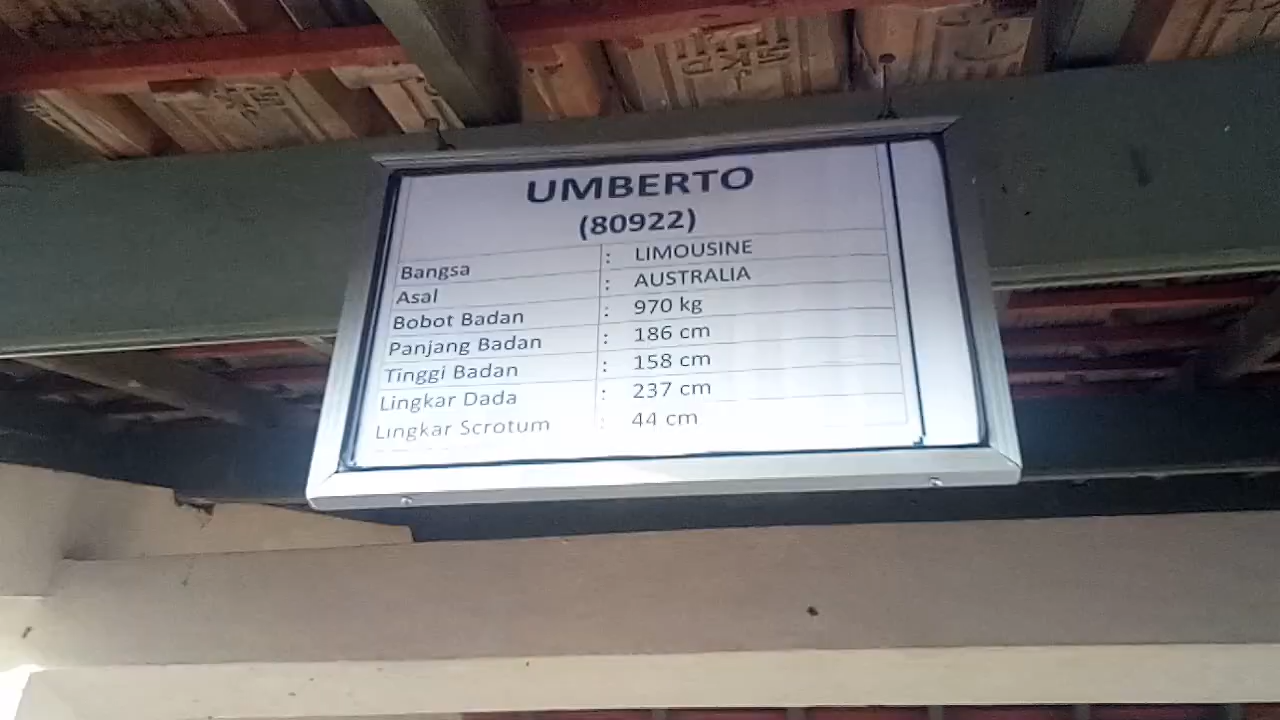 UMBERTO
(80922)
Bangsa : LIMOUSINE
Asal : AUSTRALIA
Bobot Badan : 970 kg
Panjang Badan : 186 cm
Tinggi Badan : 158 cm
Lingkar Dada : 237 cm
Lingkar Scrotum : 44 cm